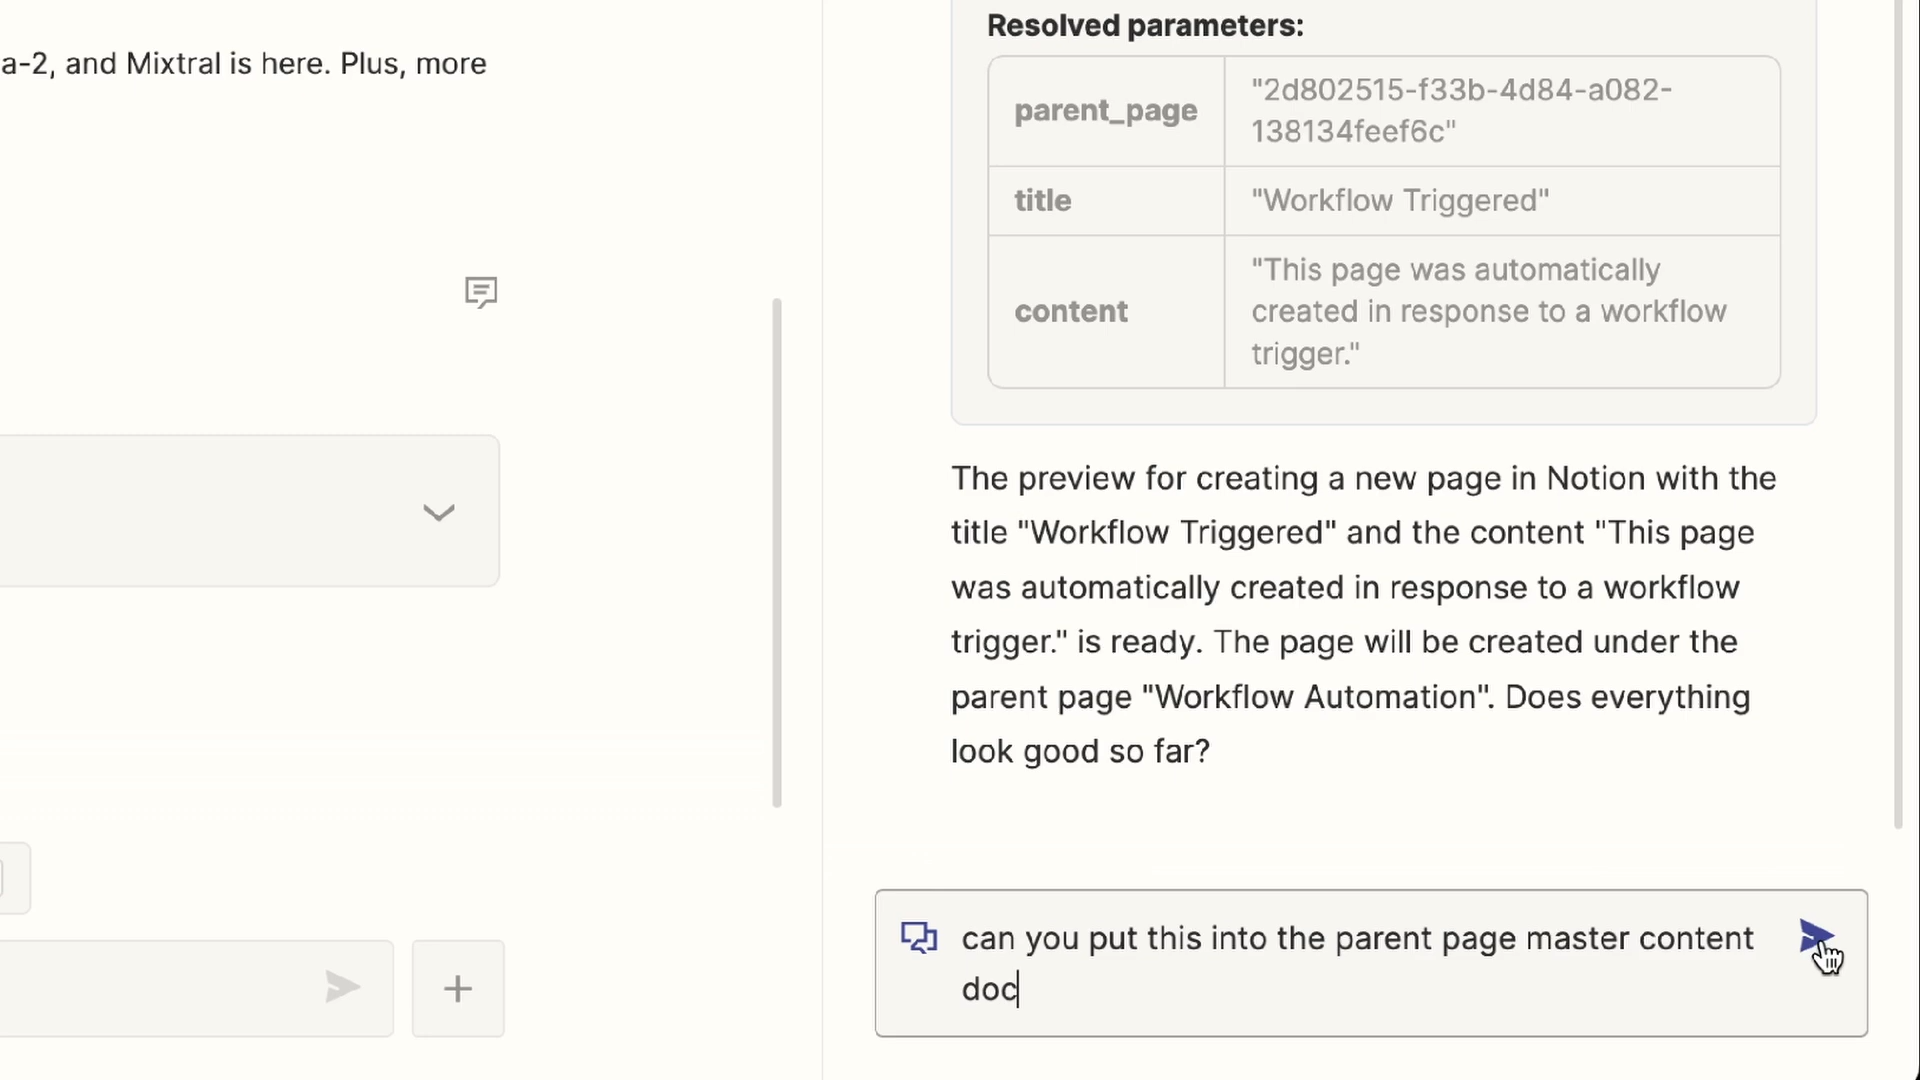 a-2, and Mixtral is here. Plus, more
Resolved parameters:
parent_page
"2d802515-f33b-4d84-a082-
138134feef6c"
title
"Workflow Triggered"
content
"This page was automatically
created in response to a workflow
trigger."
The preview for creating a new page in Notion with the
title "Workflow Triggered" and the content "This page
was automatically created in response to a workflow
trigger." is ready. The page will be created under the
parent page "Workflow Automation". Does everything
look good so far?
can you put this into the parent page master content
doc